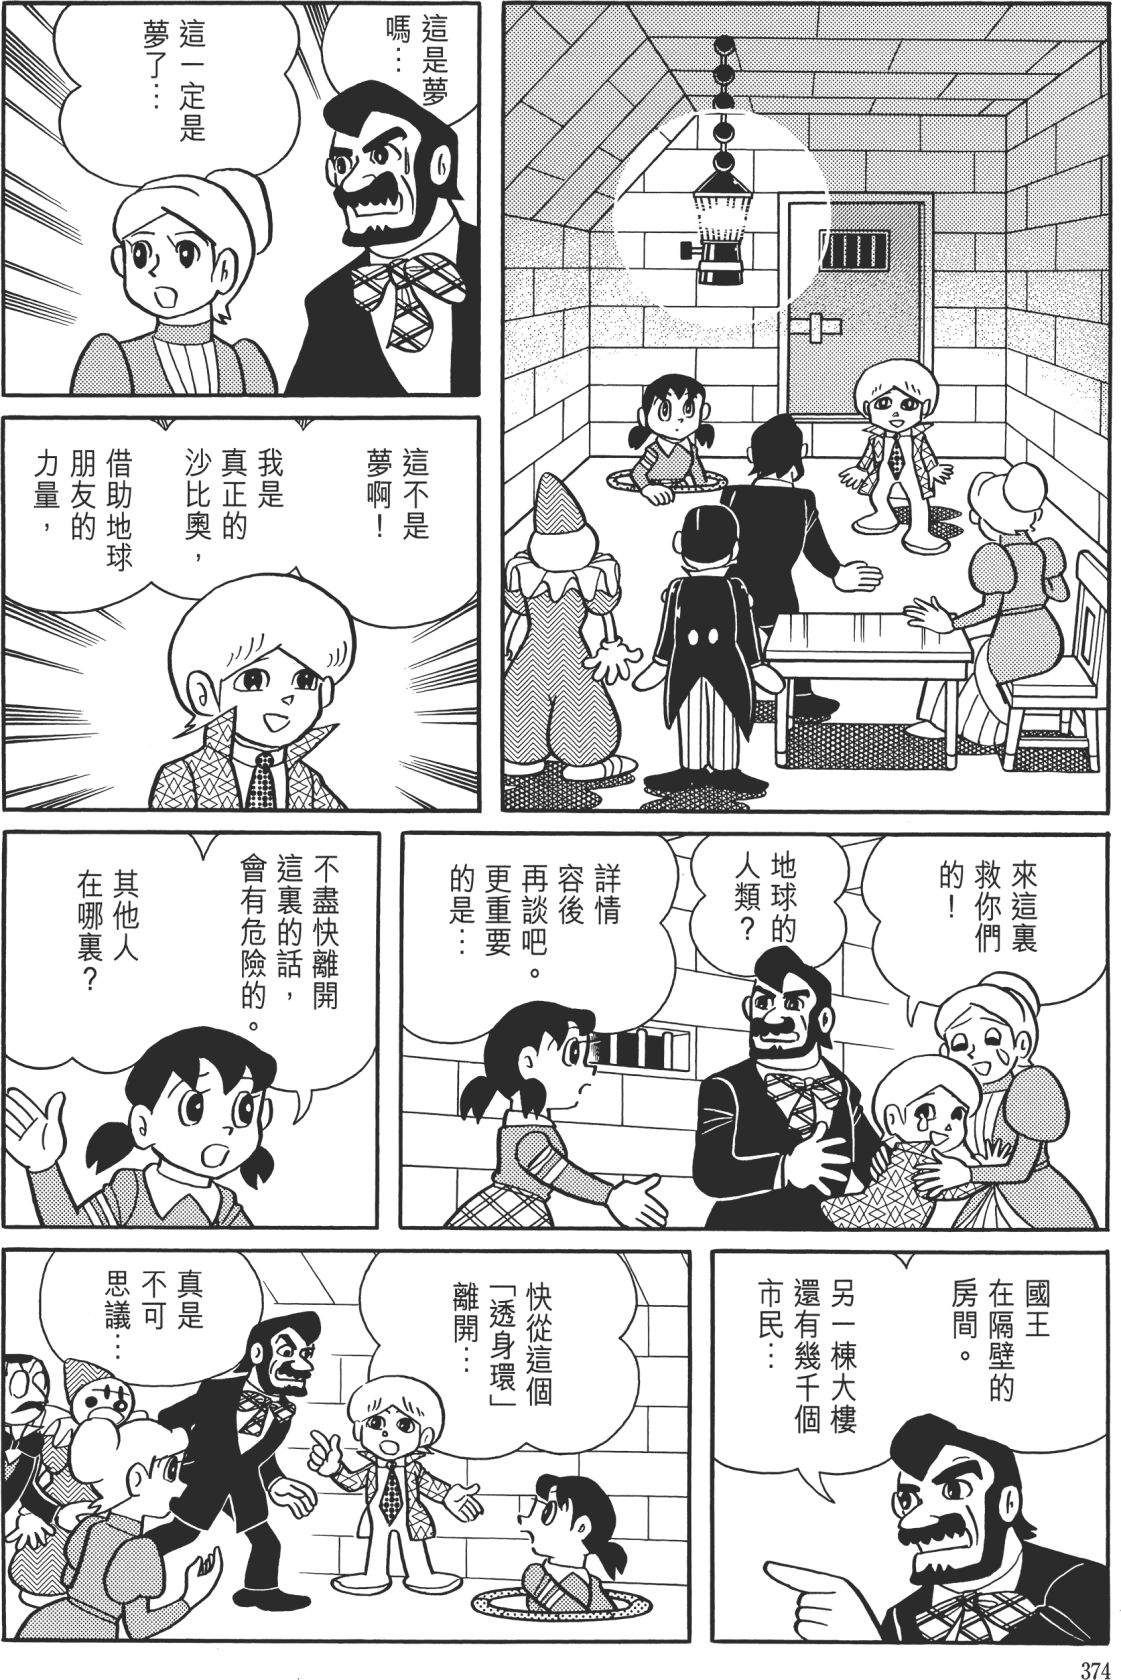 這是夢
嗎…
這一定是
夢了…
這不是
夢啊！
我是
真正的
沙比奧，
借助地球
朋友的
力量，
來這裏
救你們
的！
地球的
人類？
詳情
容後
再談吧。
更重要
的是…
不盡快離開
這裏的話，
會有危險的。
其他人
在哪裏？
國王
在隔壁的
房間。
另一棟大樓
還有幾千個
市民…
快從這個
「透身環」
離開…
真是
不可
思議…
374